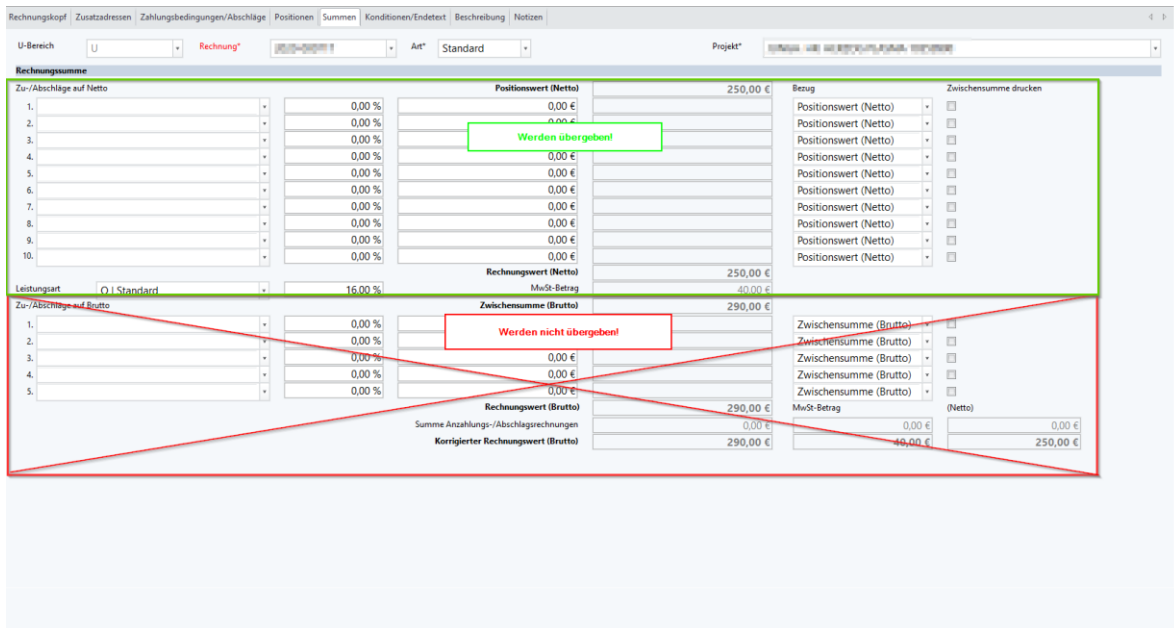 Rechnungskopf Zusatzadressen Zahlungsbedingungen/Abschläge Positionen Summen Konditionen/Endetext Beschreibung Notizen
U-Bereich U Rechnung* Art* Standard Projekt*
Rechnungssumme
Zu-/Abschläge auf Netto Positionswert (Netto) 250,00 € Bezug Zwischensumme drucken
1. 0,00 % 0,00 € Positionswert (Netto)
2. 0,00 % 0,00 € Positionswert (Netto)
Werden übergeben!
3. 0,00 % Positionswert (Netto)
4. 0,00 % 0,00 € Positionswert (Netto)
5. 0,00 % 0,00 € Positionswert (Netto)
6. 0,00 % 0,00 € Positionswert (Netto)
7. 0,00 % 0,00 € Positionswert (Netto)
8. 0,00 % 0,00 € Positionswert (Netto)
9. 0,00 % 0,00 € Positionswert (Netto)
10. 0,00 % 0,00 € Positionswert (Netto)
Rechnungswert (Netto) 250,00 €
Leistungsart O | Standard 16,00 % MwSt-Betrag 40,00 €
Zu-/Abschläge auf Brutto Zwischensumme (Brutto) 290,00 €
1. 0,00 % Zwischensumme (Brutto)
Werden nicht übergeben!
2. 0,00 % Zwischensumme (Brutto)
3. 0,00 % 0,00 € Zwischensumme (Brutto)
4. 0,00 % 0,00 € Zwischensumme (Brutto)
5. 0,00 % 0,00 € Zwischensumme (Brutto)
Rechnungswert (Brutto) 290,00 € MwSt-Betrag (Netto)
Summe Anzahlungs-/Abschlagsrechnungen 0,00 € 0,00 € 0,00 €
Korrigierter Rechnungswert (Brutto) 290,00 € 40,00 € 250,00 €